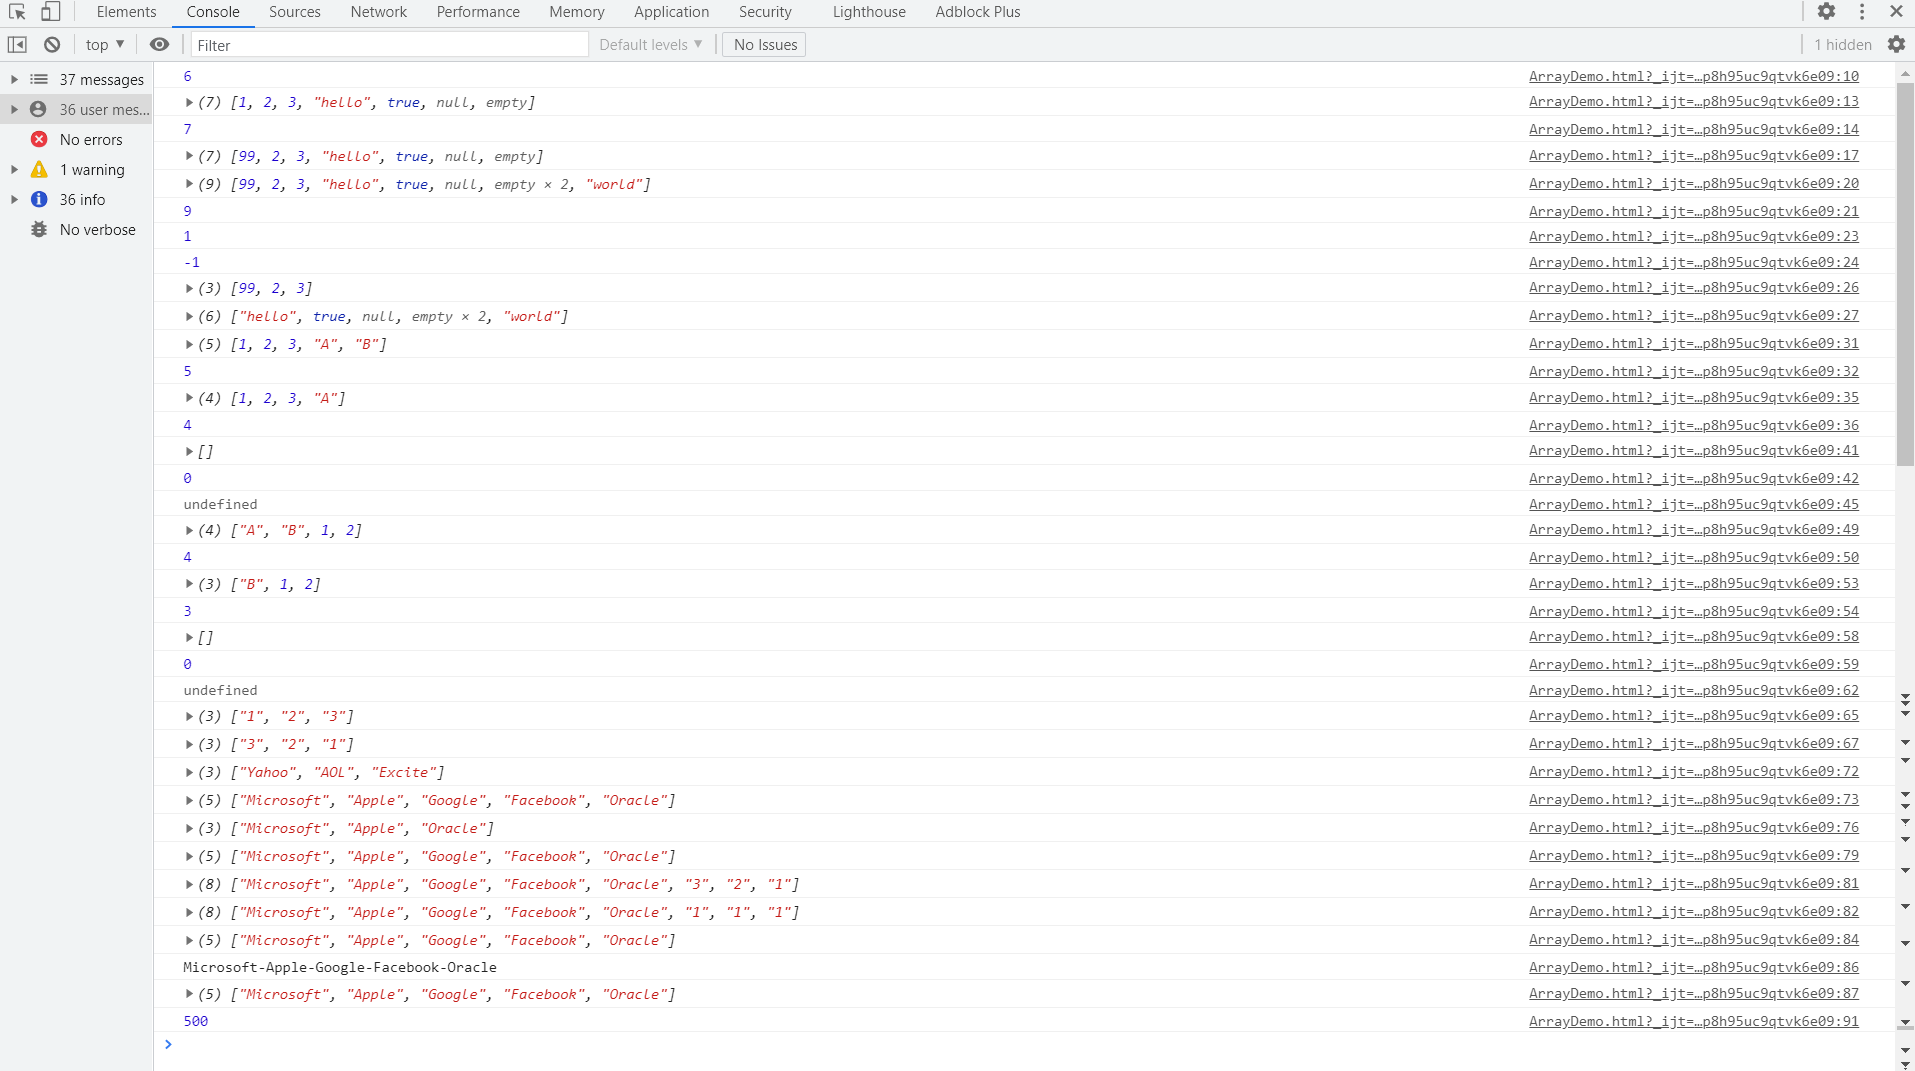 Elements Console Sources Network Performance Memory Application Security Lighthouse Adblock Plus
top ▼ Filter Default levels ▼ No Issues 1 hidden
37 messages
36 user mes...
No errors
1 warning
36 info
No verbose
6 ArrayDemo.html?_ijt=…p8h95uc9qtvk6e09:10
(7) [1, 2, 3, "hello", true, null, empty] ArrayDemo.html?_ijt=…p8h95uc9qtvk6e09:13
7 ArrayDemo.html?_ijt=…p8h95uc9qtvk6e09:14
(7) [99, 2, 3, "hello", true, null, empty] ArrayDemo.html?_ijt=…p8h95uc9qtvk6e09:17
(9) [99, 2, 3, "hello", true, null, empty × 2, "world"] ArrayDemo.html?_ijt=…p8h95uc9qtvk6e09:20
9 ArrayDemo.html?_ijt=…p8h95uc9qtvk6e09:21
1 ArrayDemo.html?_ijt=…p8h95uc9qtvk6e09:23
-1 ArrayDemo.html?_ijt=…p8h95uc9qtvk6e09:24
(3) [99, 2, 3] ArrayDemo.html?_ijt=…p8h95uc9qtvk6e09:26
(6) ["hello", true, null, empty × 2, "world"] ArrayDemo.html?_ijt=…p8h95uc9qtvk6e09:27
(5) [1, 2, 3, "A", "B"] ArrayDemo.html?_ijt=…p8h95uc9qtvk6e09:31
5 ArrayDemo.html?_ijt=…p8h95uc9qtvk6e09:32
(4) [1, 2, 3, "A"] ArrayDemo.html?_ijt=…p8h95uc9qtvk6e09:35
4 ArrayDemo.html?_ijt=…p8h95uc9qtvk6e09:36
[] ArrayDemo.html?_ijt=…p8h95uc9qtvk6e09:41
0 ArrayDemo.html?_ijt=…p8h95uc9qtvk6e09:42
undefined ArrayDemo.html?_ijt=…p8h95uc9qtvk6e09:45
(4) ["A", "B", 1, 2] ArrayDemo.html?_ijt=…p8h95uc9qtvk6e09:49
4 ArrayDemo.html?_ijt=…p8h95uc9qtvk6e09:50
(3) ["B", 1, 2] ArrayDemo.html?_ijt=…p8h95uc9qtvk6e09:53
3 ArrayDemo.html?_ijt=…p8h95uc9qtvk6e09:54
[] ArrayDemo.html?_ijt=…p8h95uc9qtvk6e09:58
0 ArrayDemo.html?_ijt=…p8h95uc9qtvk6e09:59
undefined ArrayDemo.html?_ijt=…p8h95uc9qtvk6e09:62
(3) ["1", "2", "3"] ArrayDemo.html?_ijt=…p8h95uc9qtvk6e09:65
(3) ["3", "2", "1"] ArrayDemo.html?_ijt=…p8h95uc9qtvk6e09:67
(3) ["Yahoo", "AOL", "Excite"] ArrayDemo.html?_ijt=…p8h95uc9qtvk6e09:72
(5) ["Microsoft", "Apple", "Google", "Facebook", "Oracle"] ArrayDemo.html?_ijt=…p8h95uc9qtvk6e09:73
(3) ["Microsoft", "Apple", "Oracle"] ArrayDemo.html?_ijt=…p8h95uc9qtvk6e09:76
(5) ["Microsoft", "Apple", "Google", "Facebook", "Oracle"] ArrayDemo.html?_ijt=…p8h95uc9qtvk6e09:79
(8) ["Microsoft", "Apple", "Google", "Facebook", "Oracle", "3", "2", "1"] ArrayDemo.html?_ijt=…p8h95uc9qtvk6e09:81
(8) ["Microsoft", "Apple", "Google", "Facebook", "Oracle", "1", "1", "1"] ArrayDemo.html?_ijt=…p8h95uc9qtvk6e09:82
(5) ["Microsoft", "Apple", "Google", "Facebook", "Oracle"] ArrayDemo.html?_ijt=…p8h95uc9qtvk6e09:84
Microsoft-Apple-Google-Facebook-Oracle ArrayDemo.html?_ijt=…p8h95uc9qtvk6e09:86
(5) ["Microsoft", "Apple", "Google", "Facebook", "Oracle"] ArrayDemo.html?_ijt=…p8h95uc9qtvk6e09:87
500 ArrayDemo.html?_ijt=…p8h95uc9qtvk6e09:91